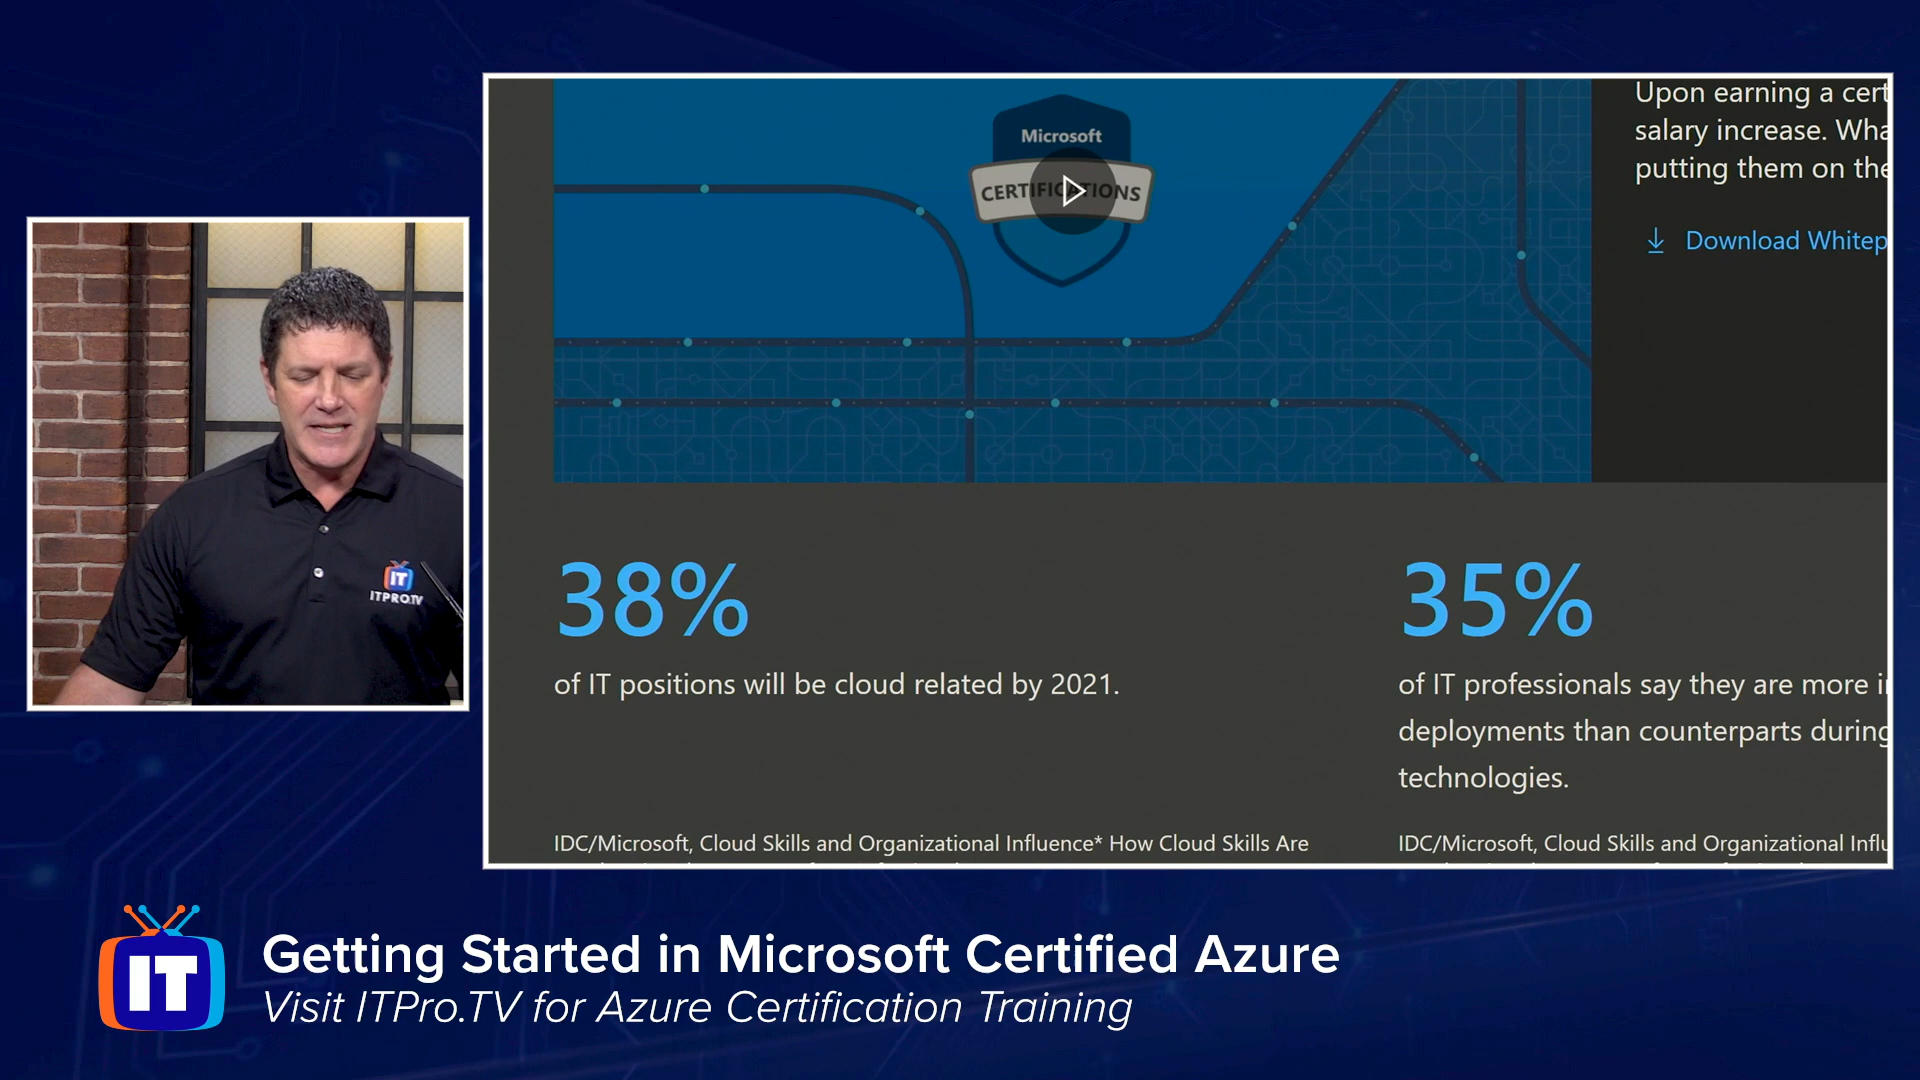 Microsoft
CERTIFICATIONS
Upon earning a cert
salary increase. Wha
putting them on the
Download Whitep
38%
of IT positions will be cloud related by 2021.
35%
of IT professionals say they are more i
deployments than counterparts during
technologies.
IDC/Microsoft, Cloud Skills and Organizational Influence* How Cloud Skills Are
IDC/Microsoft, Cloud Skills and Organizational Influ
IT
ITPRO.TV
IT
Getting Started in Microsoft Certified Azure
Visit ITPro.TV for Azure Certification Training